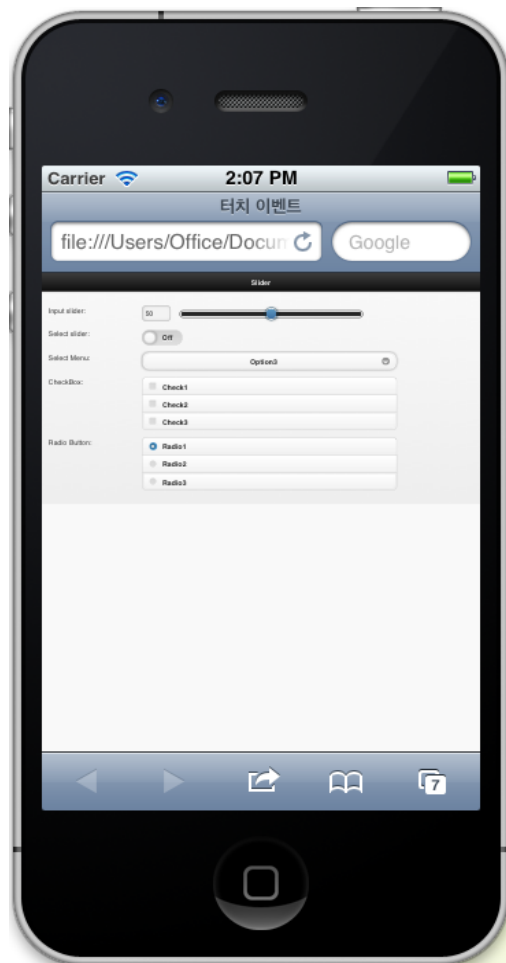 Carrier 2:07 PM
터치 이벤트
file:///Users/Office/Docum Google
Slider
Input slider: 50
Select slider: Off
Select Menu: Option3
CheckBox: Check1
Check2
Check3
Radio Button: Radio1
Radio2
Radio3
7